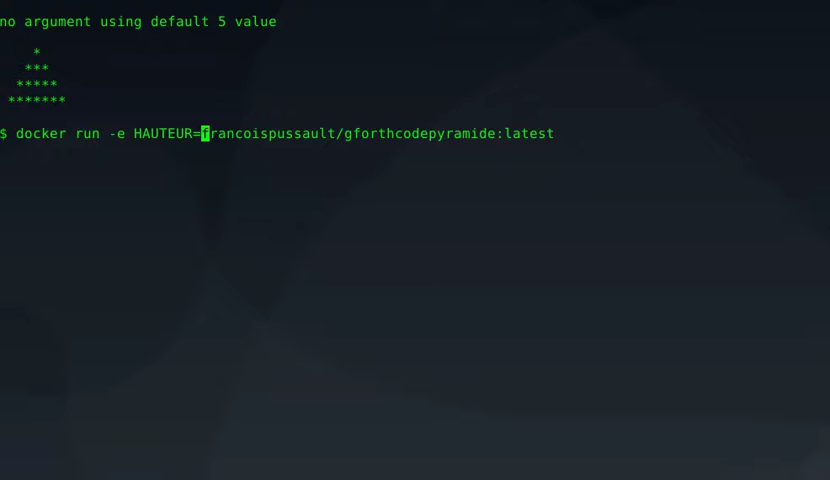 no argument using default 5 value
*
***
*****
*******
$ docker run -e HAUTEUR=francoispussault/gforthcodepyramide:latest